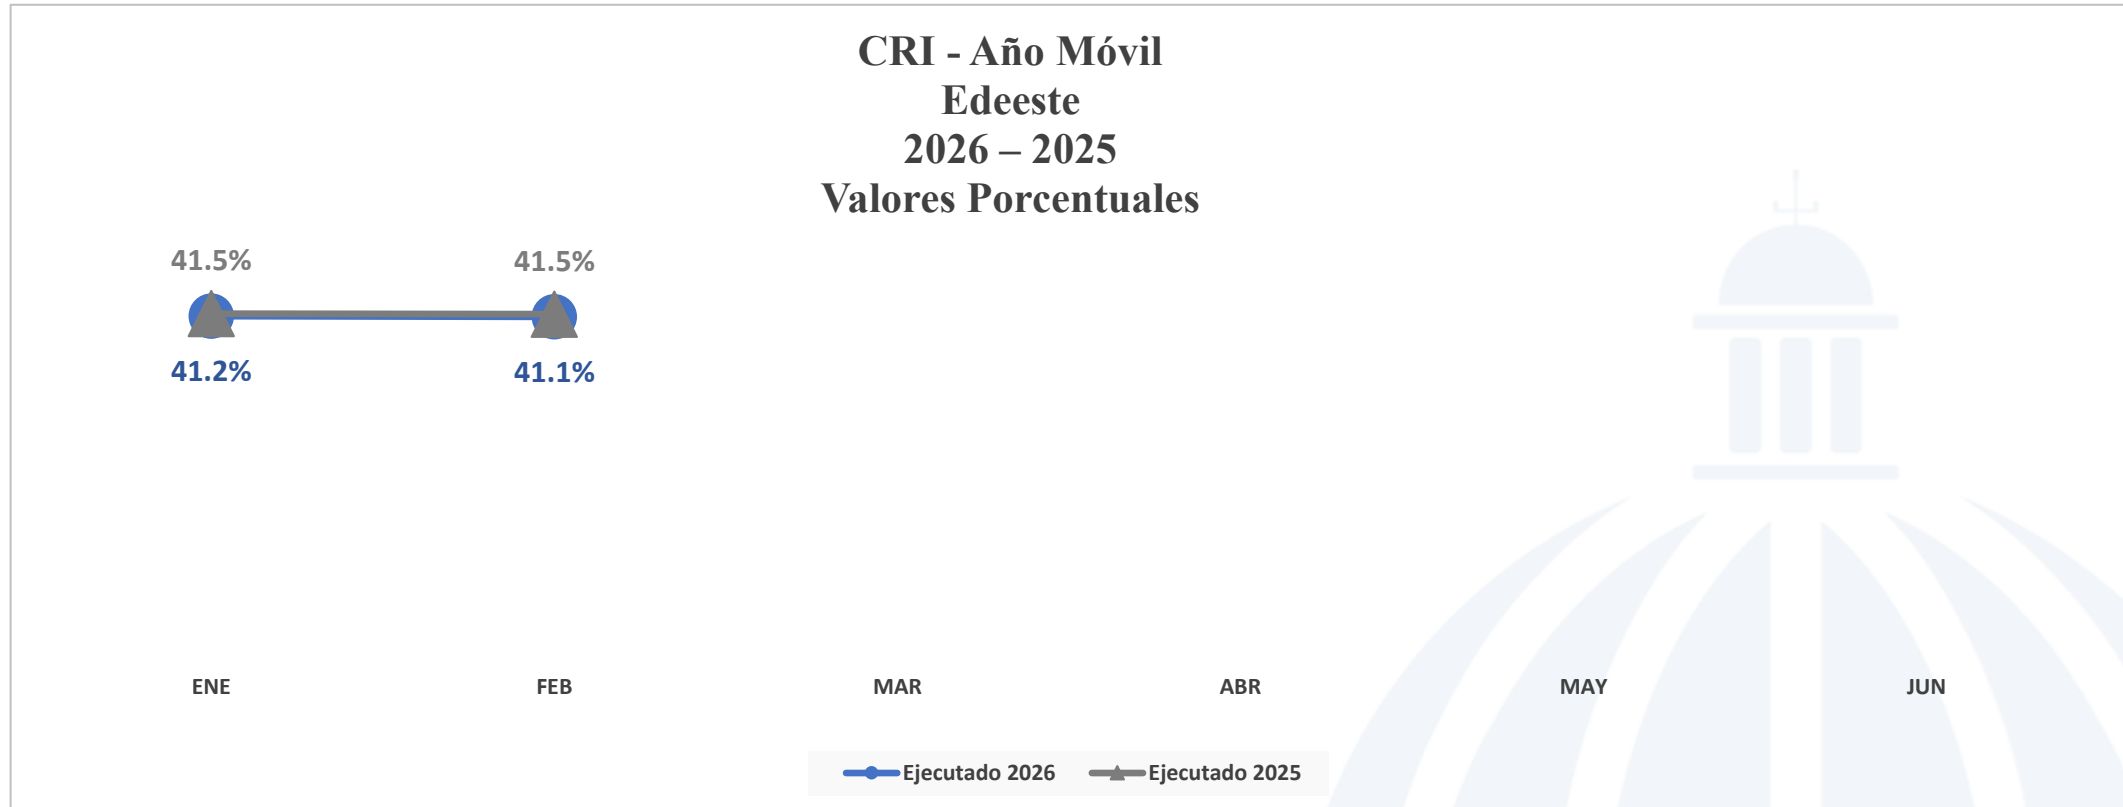 CRI - Año Móvil
Edeeste
2026 – 2025
Valores Porcentuales
41.5% 41.5%
41.2% 41.1%
ENE FEB MAR ABR MAY JUN
Ejecutado 2026 Ejecutado 2025